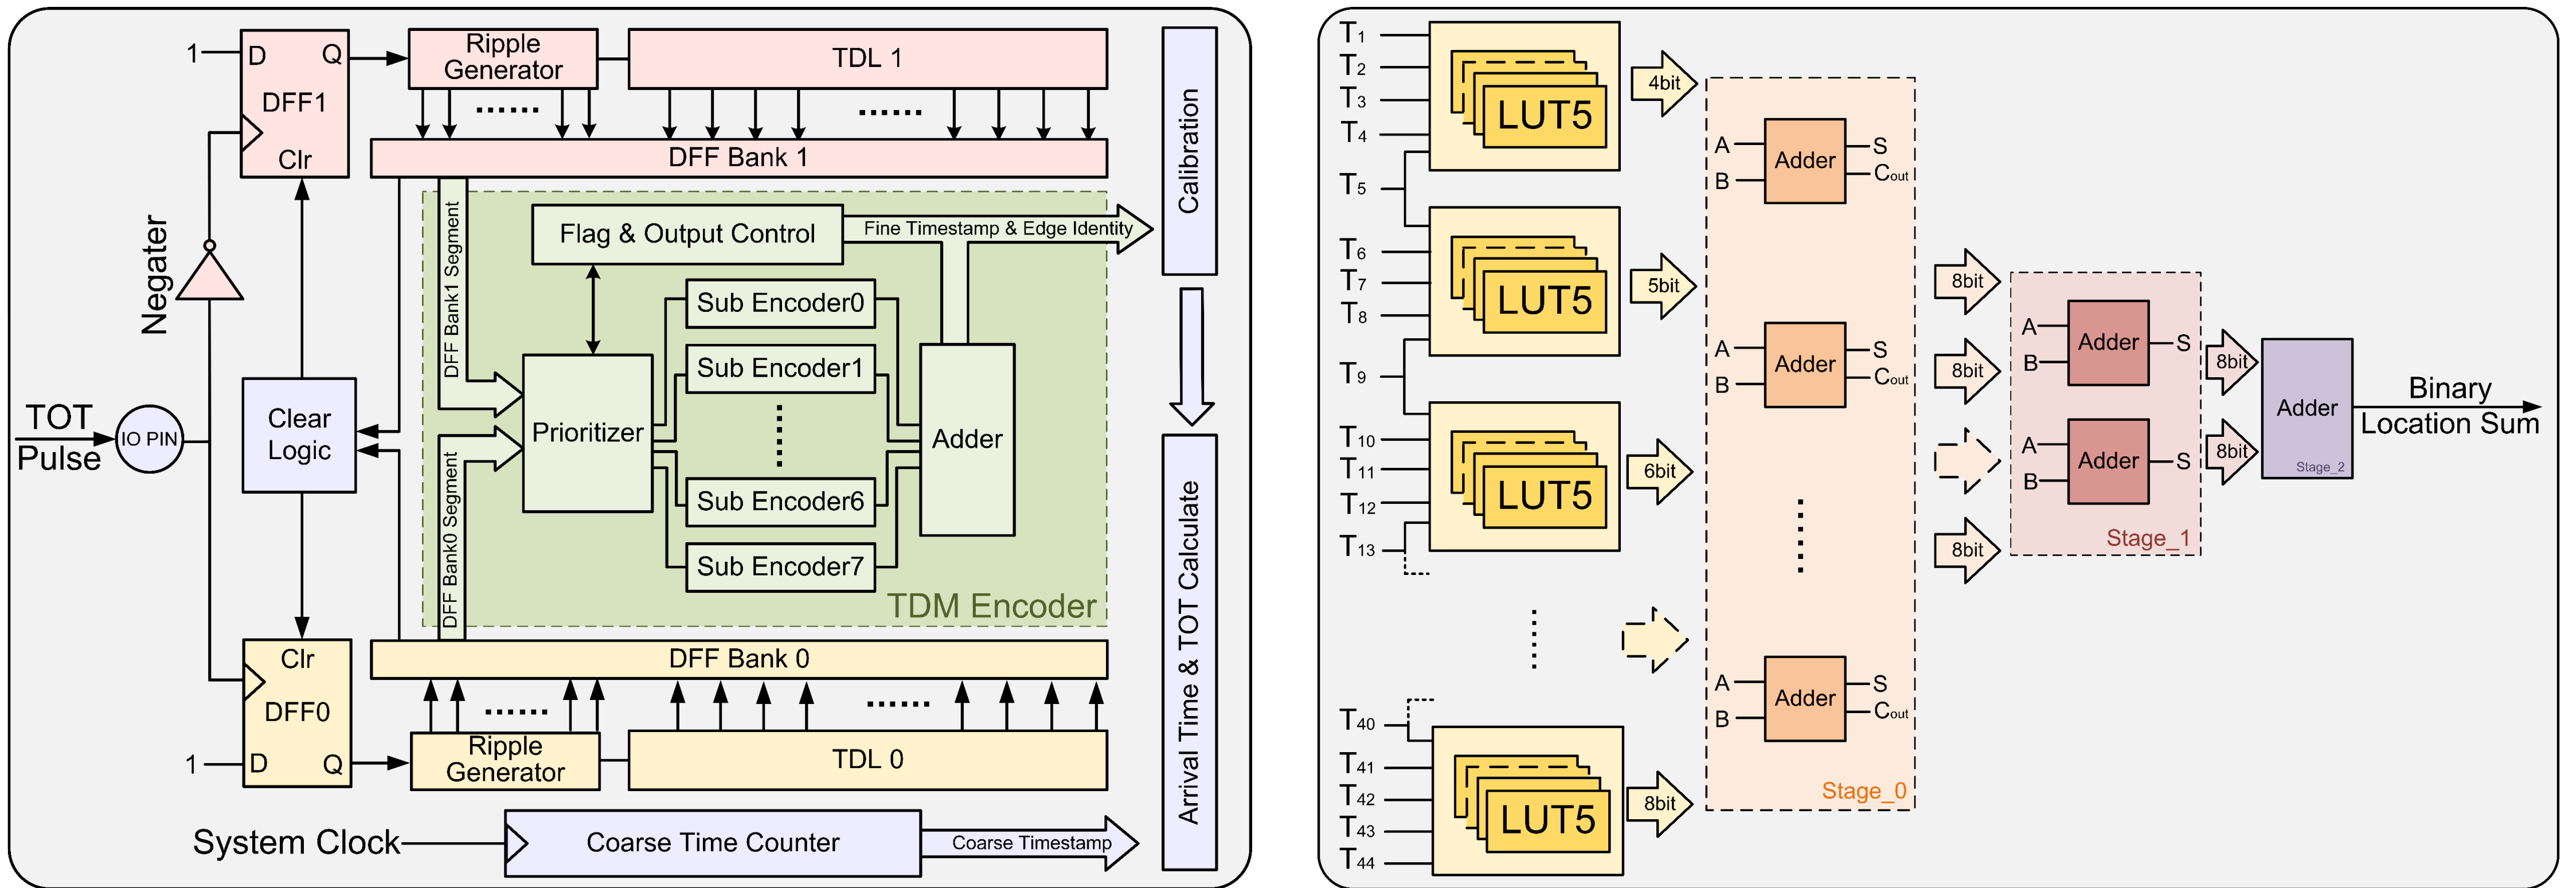 1
D
Q
DFF1
Clr
Ripple
Generator
TDL 1
DFF Bank 1
Negater
TOT
Pulse
IO PIN
Clear
Logic
DFF Bank1 Segment
DFF Bank0 Segment
Flag & Output Control
Fine Timestamp & Edge Identity
Prioritizer
Sub Encoder0
Sub Encoder1
Sub Encoder6
Sub Encoder7
Adder
TDM Encoder
Clr
DFF0
1
D
Q
DFF Bank 0
Ripple
Generator
TDL 0
System Clock
Coarse Time Counter
Coarse Timestamp
Calibration
Arrival Time & TOT Calculate
T1
T2
T3
T4
T5
T6
T7
T8
T9
T10
T11
T12
T13
T40
T41
T42
T43
T44
LUT5
LUT5
LUT5
LUT5
4bit
5bit
6bit
8bit
A
B
Adder
S
Cout
A
B
Adder
S
Cout
A
B
Adder
S
Cout
Stage_0
8bit
8bit
8bit
A
B
Adder
S
A
B
Adder
S
Stage_1
8bit
8bit
Adder
Stage_2
Binary
Location Sum